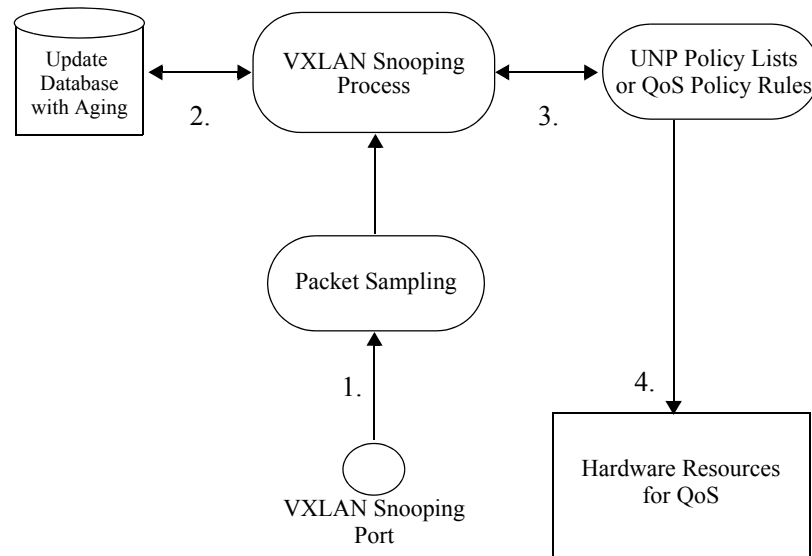 Update
Database
with Aging
VXLAN Snooping
Process
UNP Policy Lists
or QoS Policy Rules
2.
3.
Packet Sampling
1.
4.
VXLAN Snooping
Port
Hardware Resources
for QoS